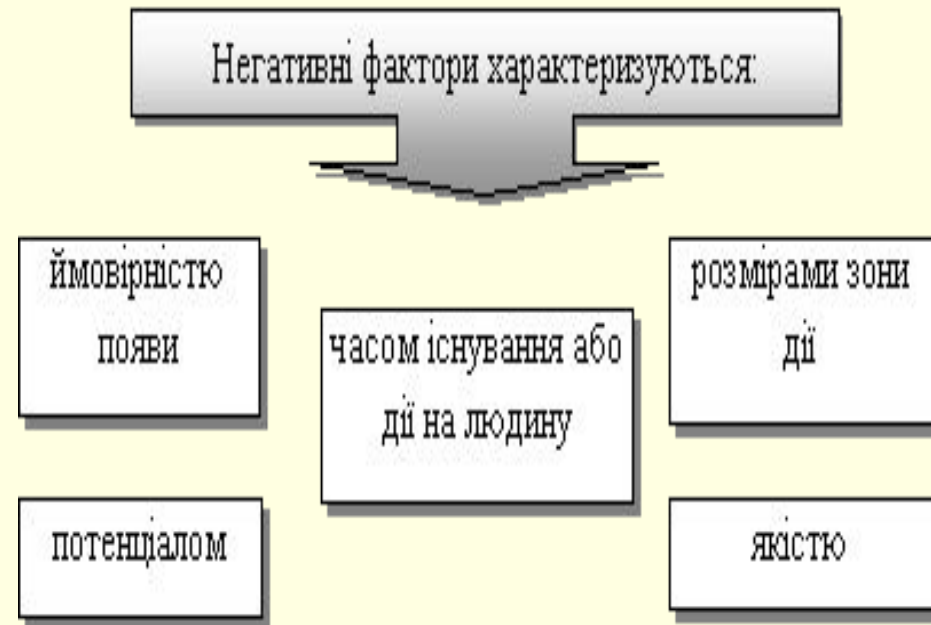 Негативні фактори характеризуються:
ймовірністю
появи
часом існування або
дії на людину
розмірами зони
дії
потенціалом
якістю